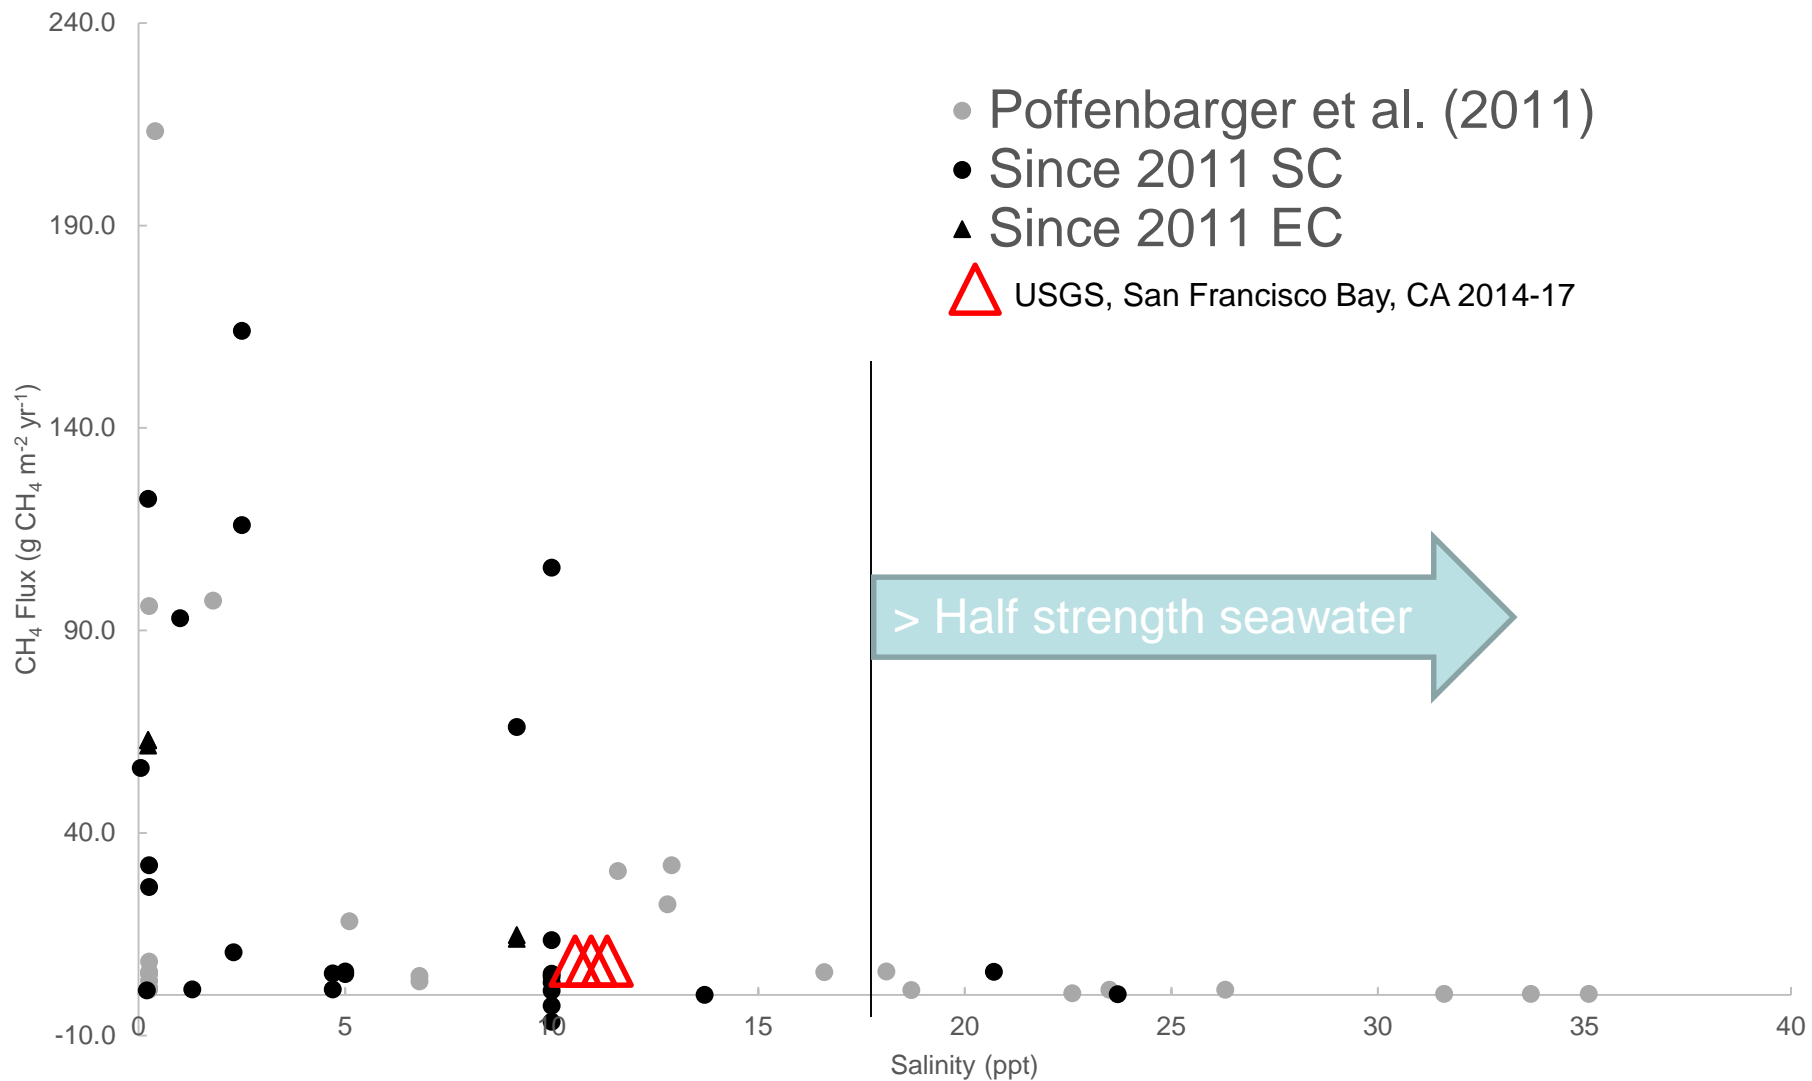 240.0
190.0
140.0
90.0
40.0
-10.0
CH₄ Flux (g CH₄ m⁻² yr⁻¹)
Poffenbarger et al. (2011)
Since 2011 SC
Since 2011 EC
USGS, San Francisco Bay, CA 2014-17
> Half strength seawater
0 5 10 15 20 25 30 35 40
Salinity (ppt)